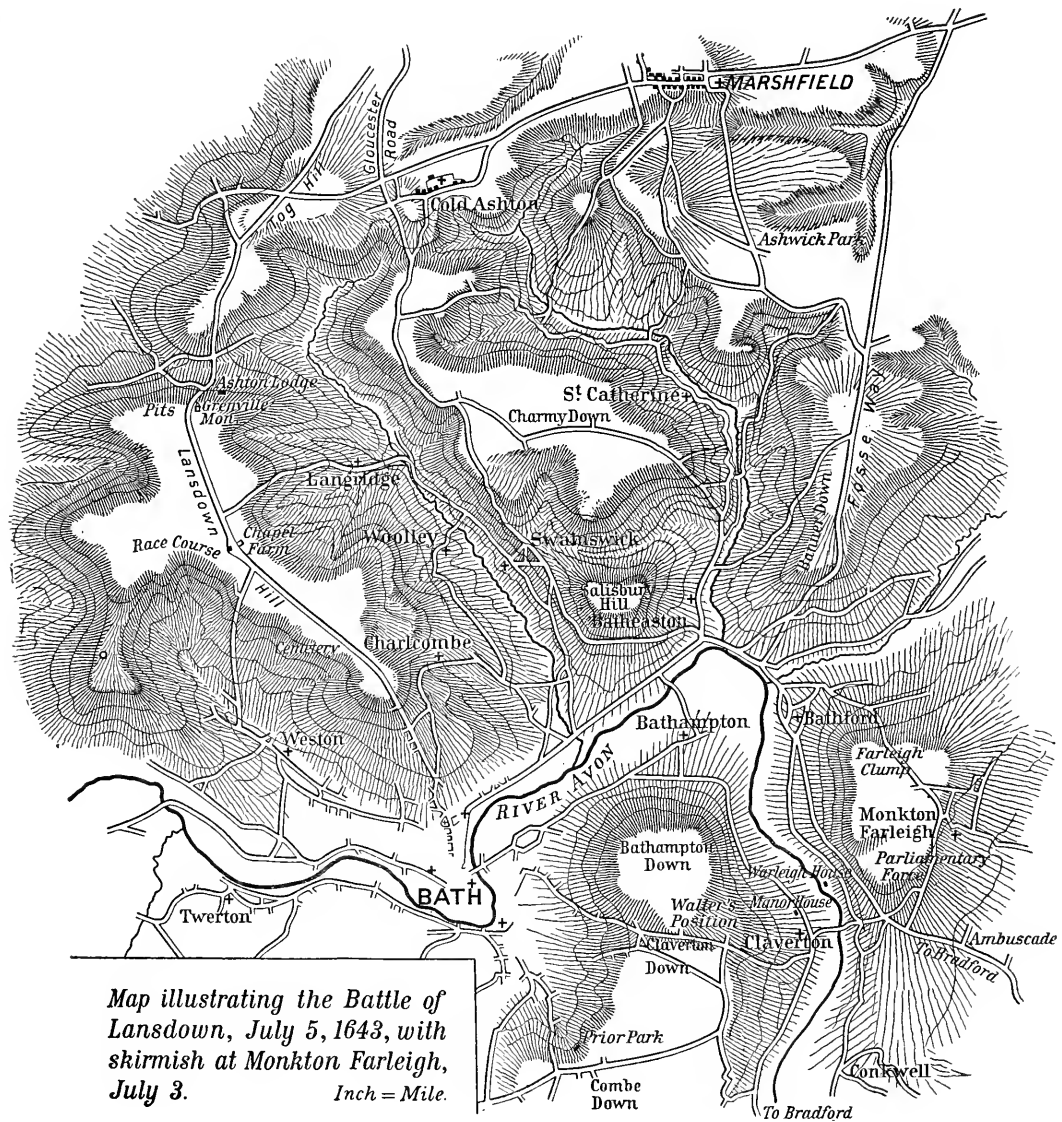 MARSHFIELD
Gloucester
Road
Tog Hill
Cold Ashton
Ashwick Park
Ashton Lodge
Pits
Grenville
Mon.t
St. Catherine
Charmy Down
Fosse Way
Lansdown
Hill
Langridge
Banner Down
Race Course
Chapel
Farm
Woolley
Swainswick
Salisbury
Hill
Batheaston
Cemetery
Charlcombe
Weston
Bathampton
Bathford
RIVER AVON
Farleigh
Clump
Monkton
Farleigh
Bathampton
Down
Parliamentary
Forte
Warleigh House
BATH
Waller's
Position
Manor House
Twerton
Claverton
Down
Claverton
Ambuscade
To Bradford
Prior Park
Conkwell
Combe
Down
To Bradford
Map illustrating the Battle of
Lansdown, July 5, 1643, with
skirmish at Monkton Farleigh,
July 3. Inch = Mile.